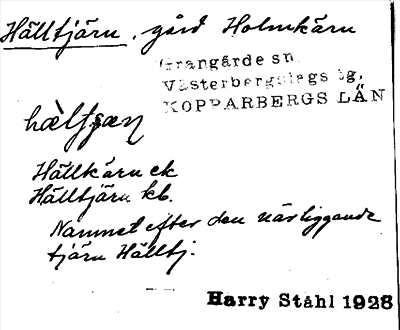 Hälltjärn, gård Holmkärn
Grangärde sn.
Västerbergslags tg.
KOPPARBERGS LÄN
Hällkärn ek
Hälltjärn kb.
Namnet efter den närliggande
tjärn Hälltj.
Harry Ståhl 1928